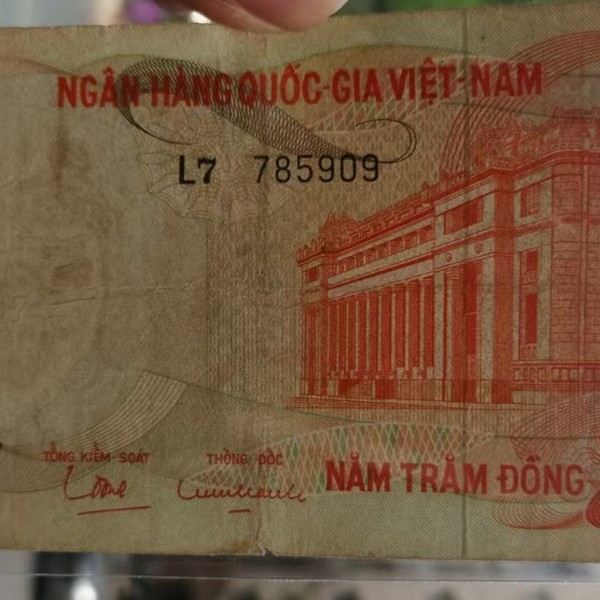 NGÂN-HÀNG QUỐC-GIA VIỆT-NAM
L7 785909
TỔNG KIỂM-SOÁT THỐNG ĐỐC
NĂM TRĂM ĐỒNG